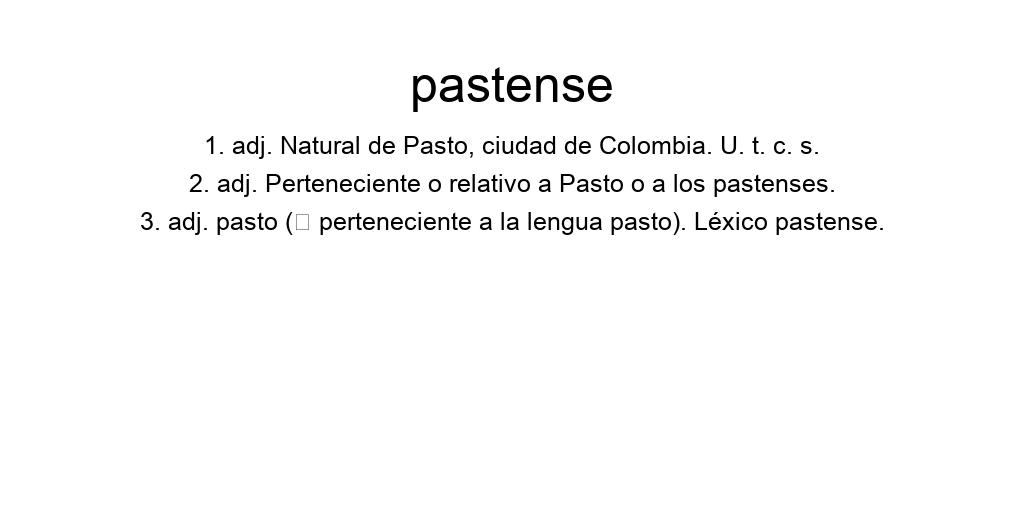 pastense
1. adj. Natural de Pasto, ciudad de Colombia. U. t. c. s.
2. adj. Perteneciente o relativo a Pasto o a los pastenses.
3. adj. pasto (□ perteneciente a la lengua pasto). Léxico pastense.